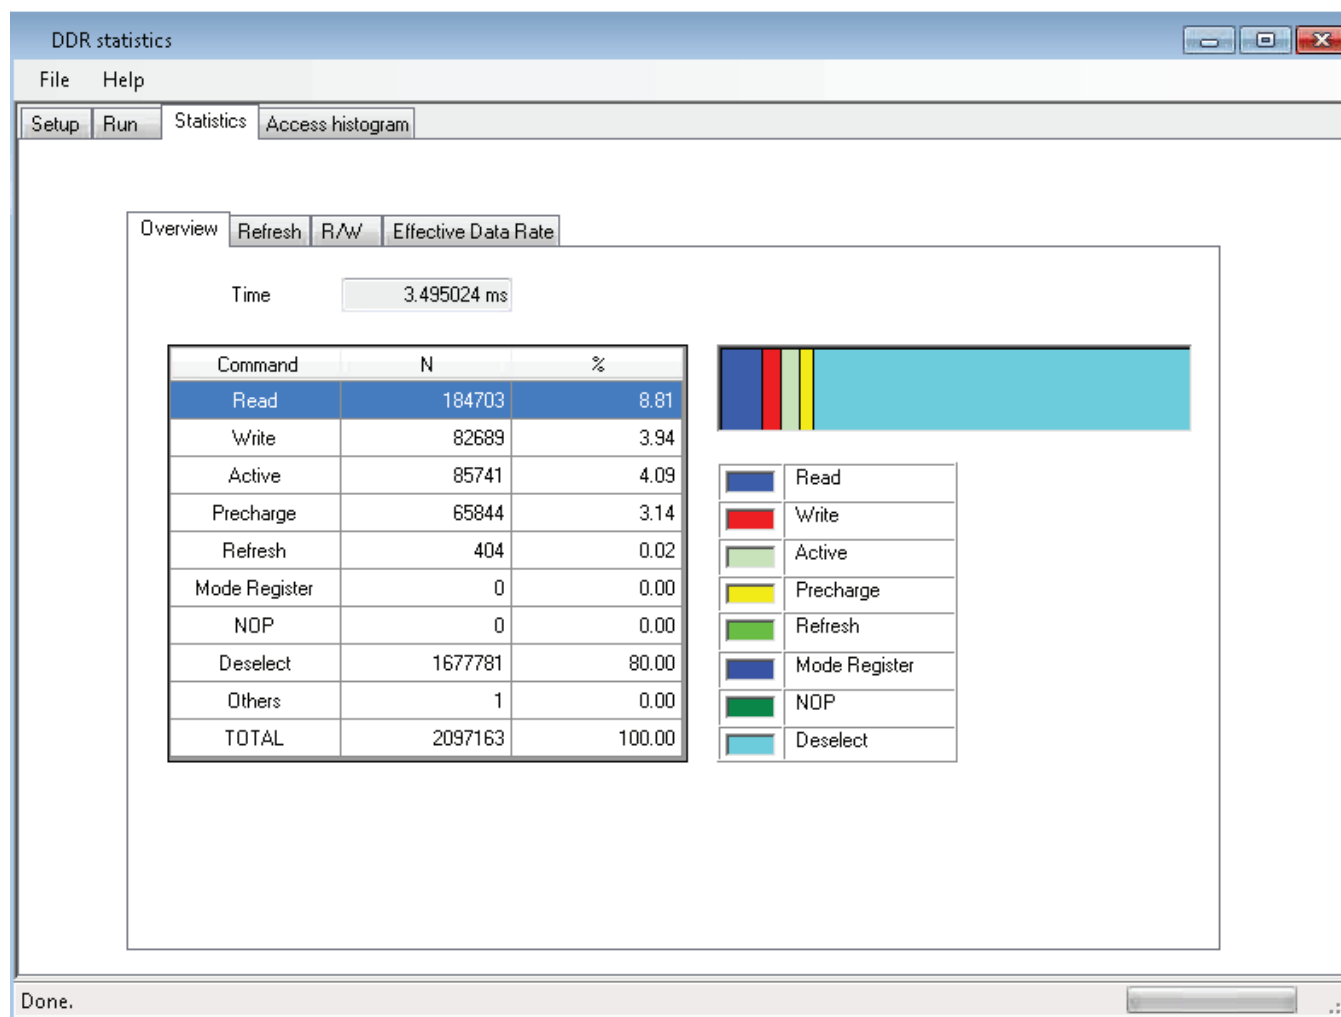 DDR statistics
File Help
Setup Run Statistics Access histogram
Overview Refresh R/W Effective Data Rate
Time 3.495024 ms
Command N %
Read 184703 8.81
Write 82689 3.94
Active 85741 4.09
Precharge 65844 3.14
Refresh 404 0.02
Mode Register 0 0.00
NOP 0 0.00
Deselect 1677781 80.00
Others 1 0.00
TOTAL 2097163 100.00
Read
Write
Active
Precharge
Refresh
Mode Register
NOP
Deselect
Done.